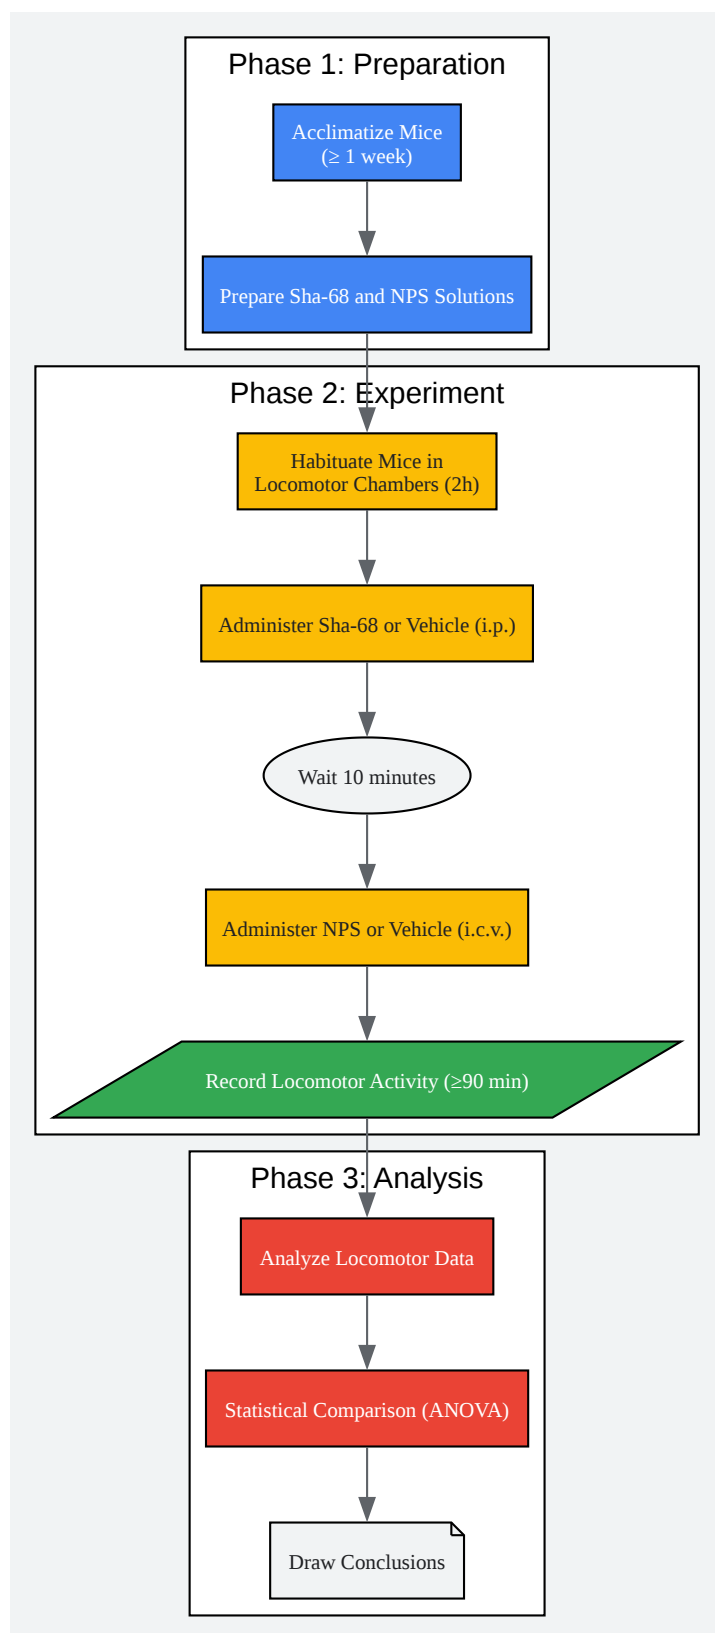 Phase 1: Preparation
Acclimatize Mice
(≥ 1 week)
Prepare Sha-68 and NPS Solutions
Phase 2: Experiment
Habituate Mice in
Locomotor Chambers (2h)
Administer Sha-68 or Vehicle (i.p.)
Wait 10 minutes
Administer NPS or Vehicle (i.c.v.)
Record Locomotor Activity (≥90 min)
Phase 3: Analysis
Analyze Locomotor Data
Statistical Comparison (ANOVA)
Draw Conclusions